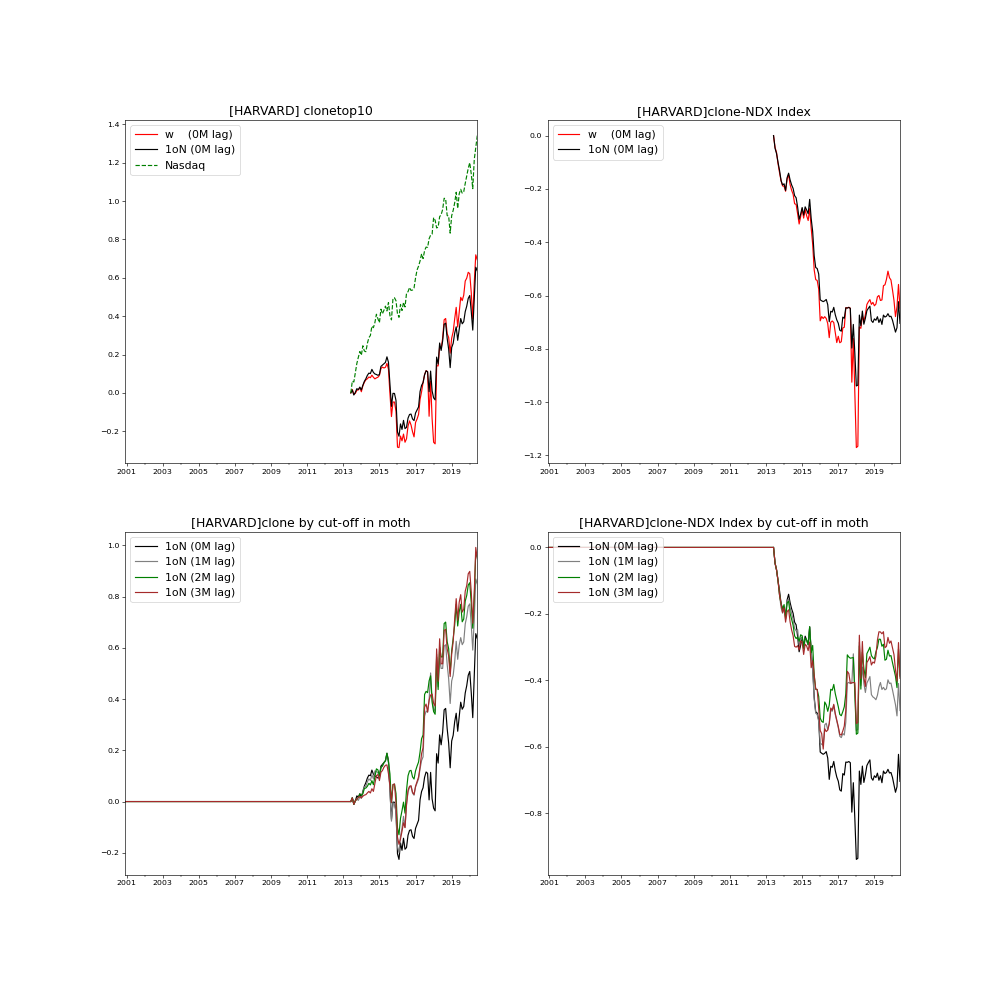 [HARVARD] clonetop10
w (0M lag)
1oN (0M lag)
Nasdaq
1.4
1.2
1.0
0.8
0.6
0.4
0.2
0.0
−0.2
2001 2003 2005 2007 2009 2011 2013 2015 2017 2019
[HARVARD]clone-NDX Index
w (0M lag)
1oN (0M lag)
0.0
−0.2
−0.4
−0.6
−0.8
−1.0
−1.2
2001 2003 2005 2007 2009 2011 2013 2015 2017 2019
[HARVARD]clone by cut-off in moth
1oN (0M lag)
1oN (1M lag)
1oN (2M lag)
1oN (3M lag)
1.0
0.8
0.6
0.4
0.2
0.0
−0.2
2001 2003 2005 2007 2009 2011 2013 2015 2017 2019
[HARVARD]clone-NDX Index by cut-off in moth
1oN (0M lag)
1oN (1M lag)
1oN (2M lag)
1oN (3M lag)
0.0
−0.2
−0.4
−0.6
−0.8
2001 2003 2005 2007 2009 2011 2013 2015 2017 2019